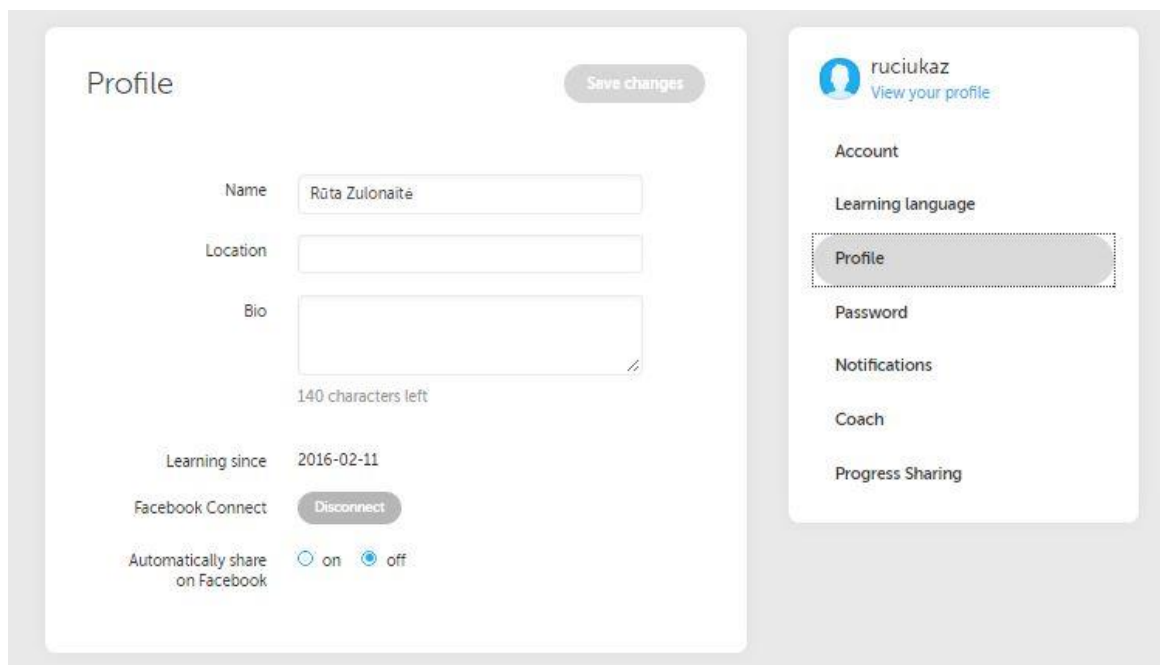 Profile
Save changes
Name
Rūta Zulonaitė
Location
Bio
140 characters left
Learning since
2016-02-11
Facebook Connect
Disconnect
Automatically share
on Facebook
on
off
ruciukaz
View your profile
Account
Learning language
Profile
Password
Notifications
Coach
Progress Sharing